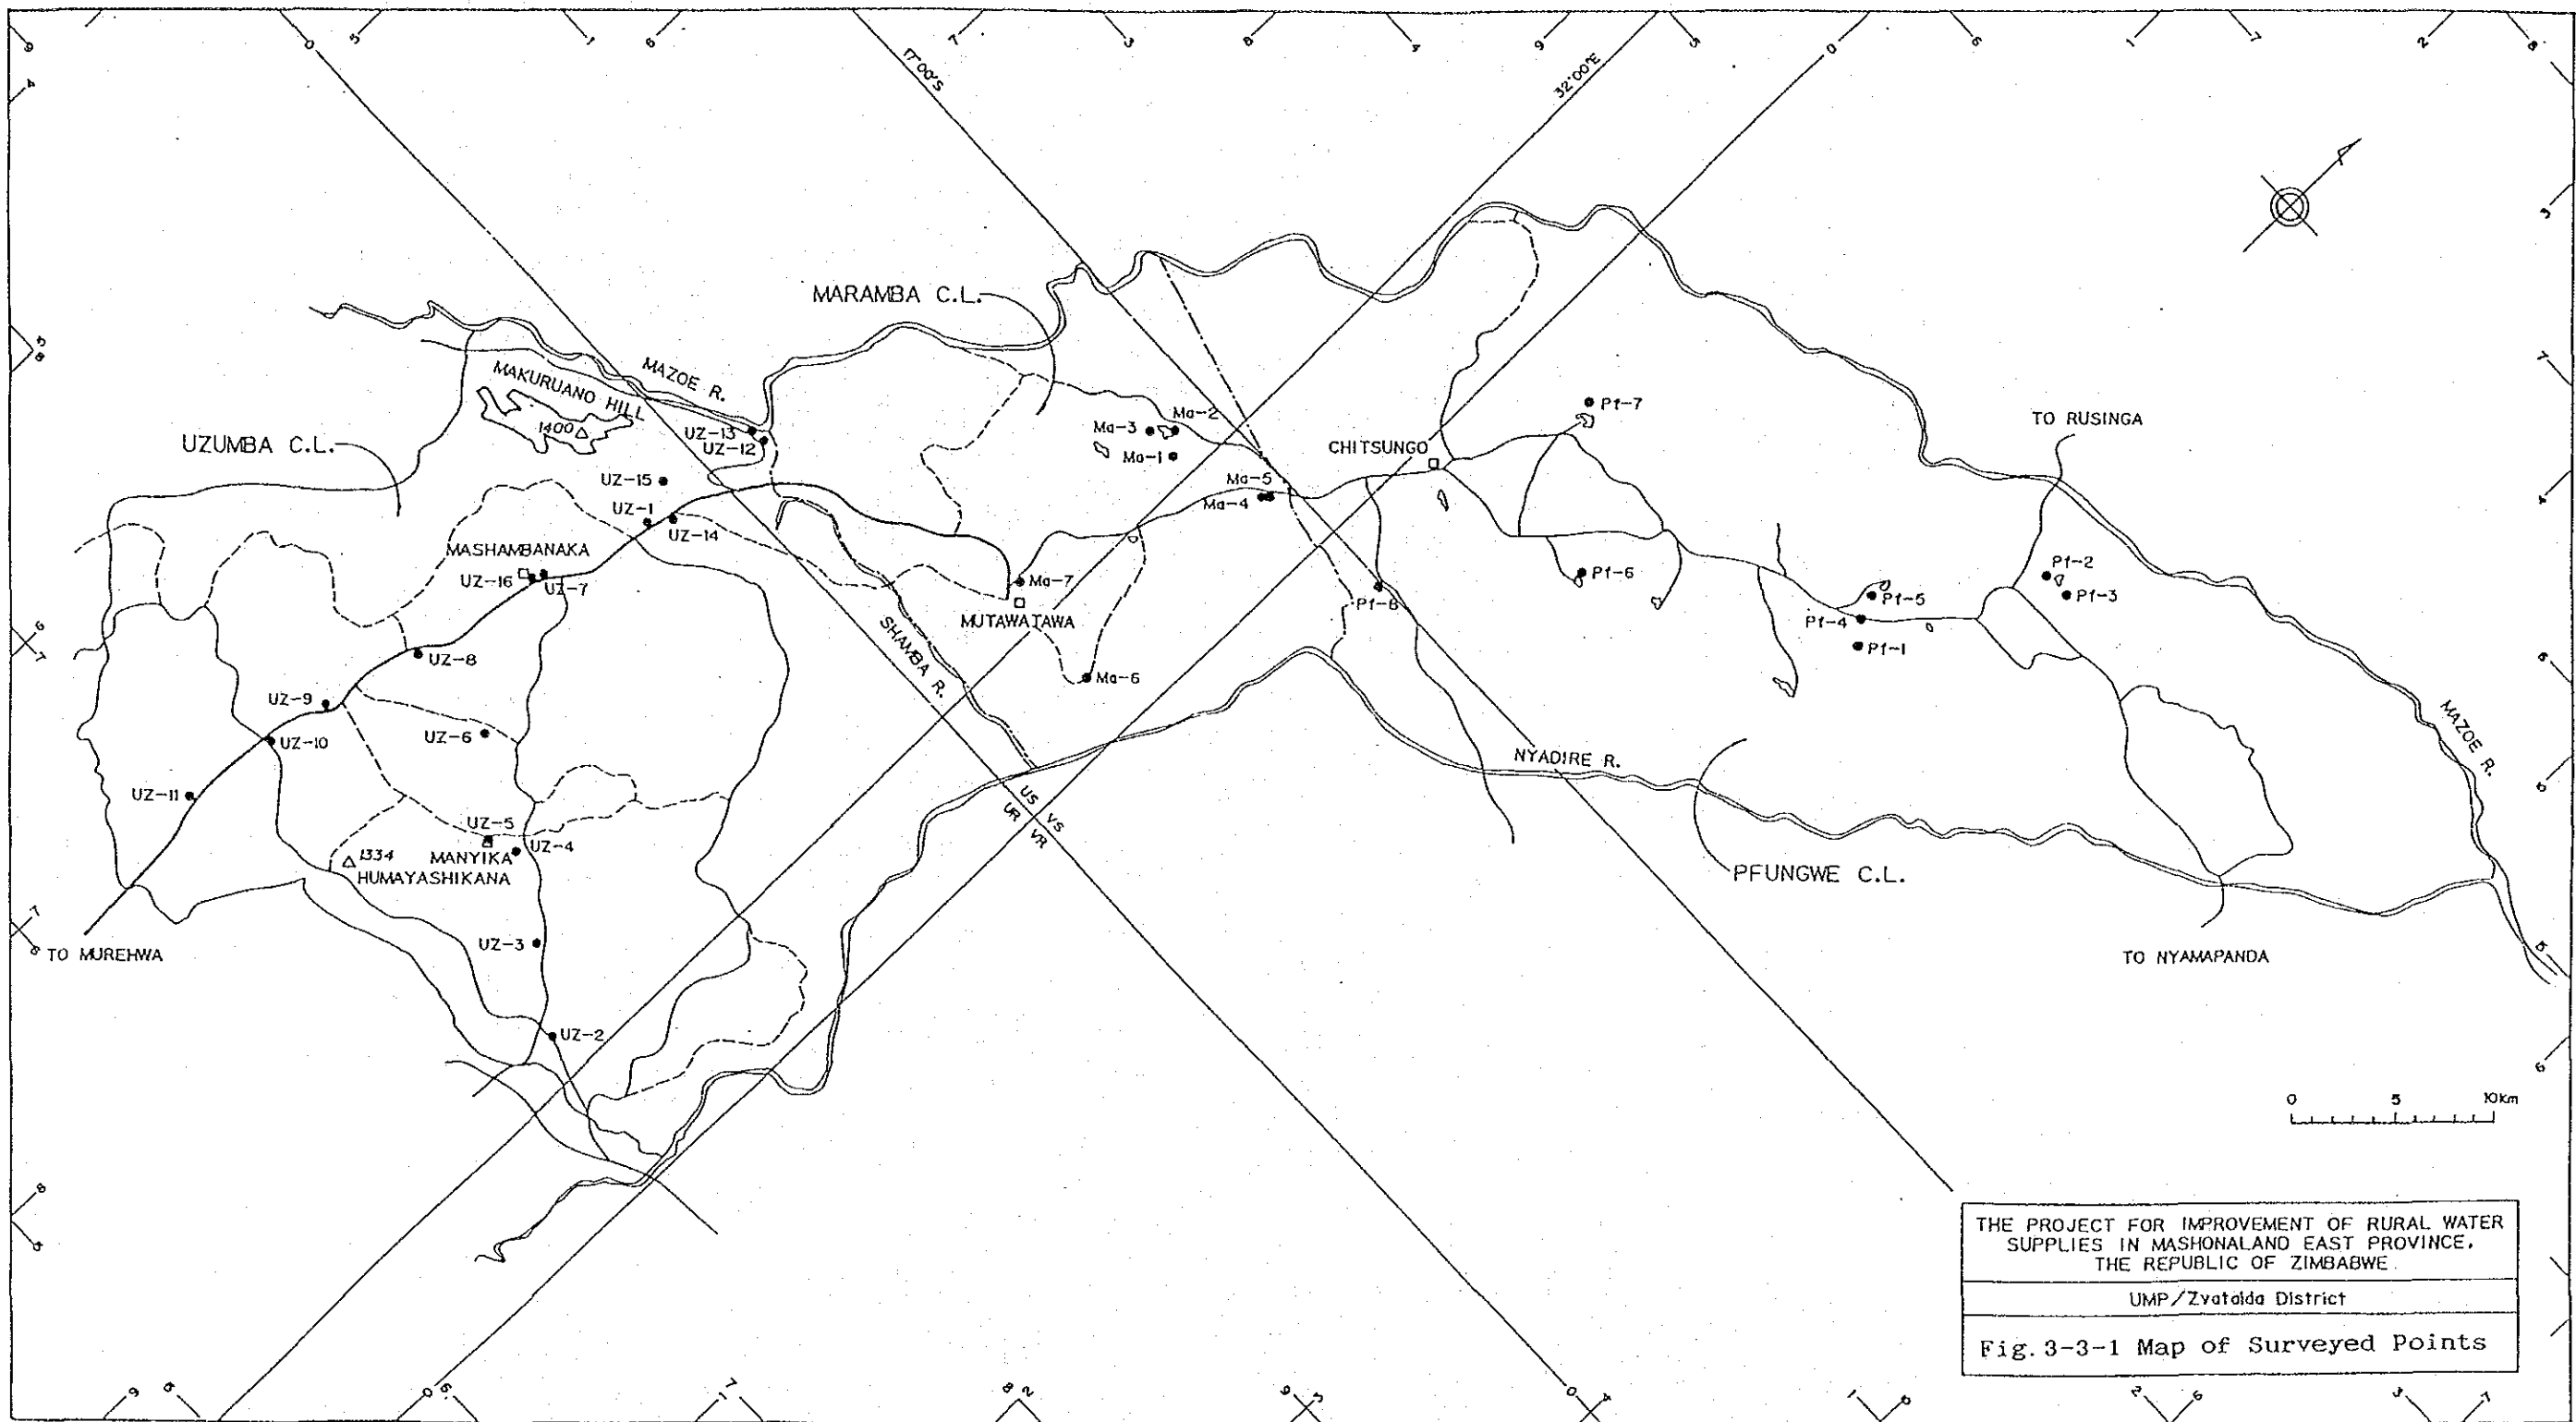 17°00'S
32°00'E
MARAMBA C.L.
MAZOE R.
MAKURUANO HILL
1400
UZUMBA C.L.
UZ-13
UZ-12
UZ-15
UZ-1
UZ-14
MASHAMBANAKA
UZ-16
UZ-7
UZ-8
UZ-9
UZ-10
UZ-6
UZ-11
UZ-5
MANYIKA
UZ-4
1334
HUMAYASHIKANA
UZ-3
TO MUREHWA
UZ-2
SHAMBA R.
Ma-2
Ma-3
Ma-1
Ma-5
Ma-4
Ma-7
MUTAWATAWA
Ma-6
CHITSUNGO
Pf-7
Pf-6
Pf-8
Pf-5
Pf-4
Pf-1
Pf-2
Pf-3
TO RUSINGA
MAZOE R.
NYADIRE R.
US
VS
UR
VR
PFUNGWE C.L.
TO NYAMAPANDA
0 5 10km
THE PROJECT FOR IMPROVEMENT OF RURAL WATER
SUPPLIES IN MASHONALAND EAST PROVINCE.
THE REPUBLIC OF ZIMBABWE
UMP/Zvataida District
Fig. 3-3-1 Map of Surveyed Points